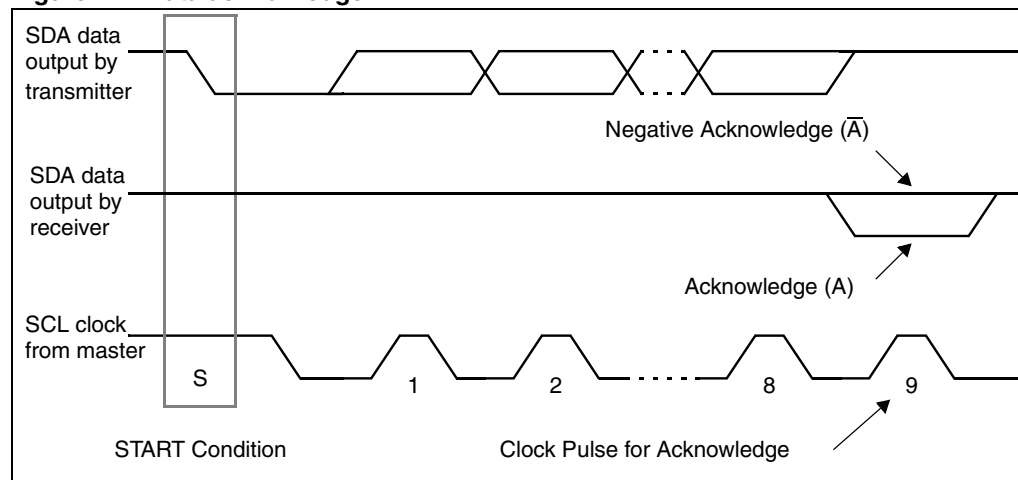 SDA data
output by
transmitter
Negative Acknowledge (A̅)
SDA data
output by
receiver
Acknowledge (A)
SCL clock
from master
S
1
2
8
9
START Condition
Clock Pulse for Acknowledge